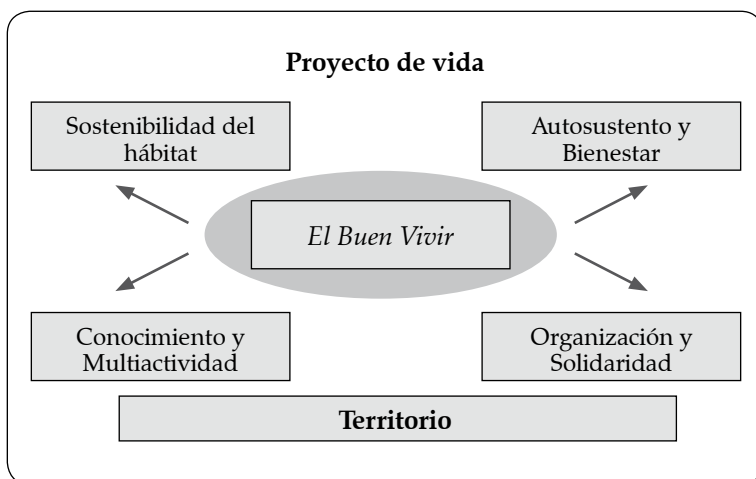 Proyecto de vida
Sostenibilidad del
hábitat
Autosustento y
Bienestar
El Buen Vivir
Conocimiento y
Multiactividad
Organización y
Solidaridad
Territorio